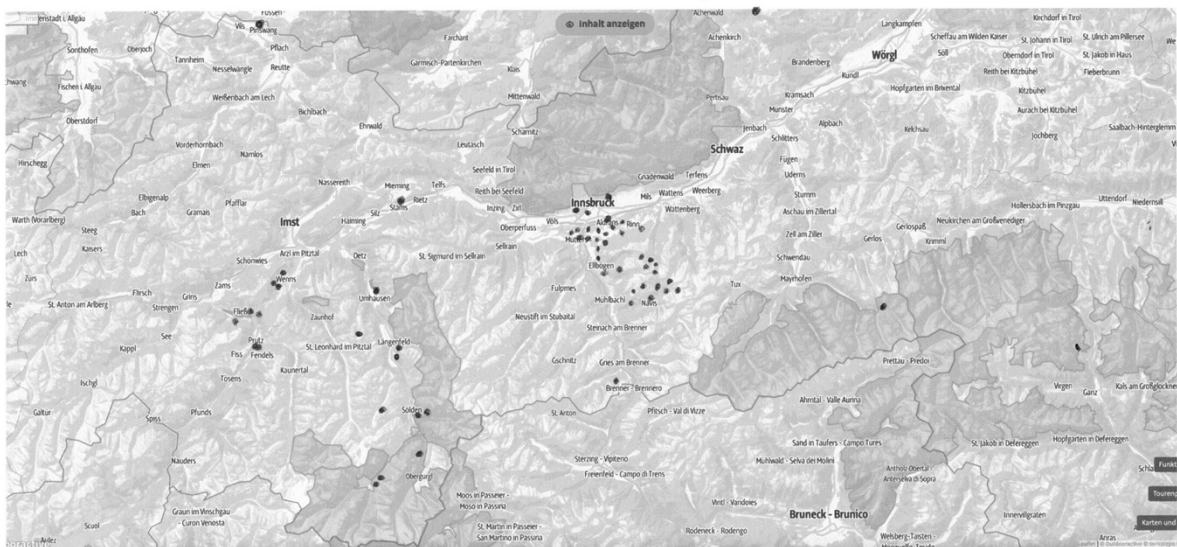 Füssen
Vils
Pinswang
Achenwald
Inhalt anzeigen
Langkampfen
Kirchdorf in Tirol
Immenstadt i. Allgäu
Sonthofen
Oberjoch
Tannheim
Pflach
Farchant
Achenkirch
Wörgl
Scheffau am Wilden Kaiser
St. Johann in Tirol
St. Ulrich am Pillersee
Söll
Oberndorf in Tirol
St. Jakob in Haus
Nesselwängle
Reutte
Garmisch-Partenkirchen
Klais
Brandenberg
Kundl
Reith bei Kitzbühel
Fieberbrunn
Fischen i. Allgäu
Weißenbach am Lech
Mittenwald
Pertisau
Kramsach
Hopfgarten im Brixental
Kitzbühel
Bichlbach
Münster
Aurach bei Kitzbühel
Oberstdorf
Ehrwald
Scharnitz
Jenbach
Alpbach
Kelchsau
Jochberg
Saalbach-Hinterglemm
Vorderhornbach
Leutasch
Schwaz
Schlitters
Hirschegg
Elmen
Namlos
Seefeld in Tirol
Gnadenwald
Terfens
Fügen
Uderns
Nassereith
Mieming
Telfs
Reith bei Seefeld
Mils
Wattens
Weerberg
Elbigenalp
Pfafflar
Stams
Rietz
Innsbruck
Stumm
Warth (Vorarlberg)
Bach
Gramais
Imst
Silz
Inzing
Zirl
Wattenberg
Aschau im Zillertal
Hollersbach im Pinzgau
Uttendorf
Niedernsill
Steeg
Haiming
Völs
Aldrans
Rinn
Neukirchen am Großvenediger
Gerlospaß
Kaisers
Oberperfuss
Mutters
Zell am Ziller
Gerlos
Krimml
Lech
Arzl im Pitztal
Oetz
Sellrain
St. Sigmund im Sellrain
Schönwies
Ellbögen
Schwendau
Zürs
Zams
Wenns
Mayrhofen
Flirsch
Grins
Umhausen
Fulpmes
Tux
St. Anton am Arlberg
Strengen
Fließ
Zaunhof
Mühlbachl
Navis
Neustift im Stubaital
See
Steinach am Brenner
Kappl
Prutz
St. Leonhard im Pitztal
Längenfeld
Fiss
Fendels
Gschnitz
Gries am Brenner
Prettau - Predoi
Kaunertal
Ischgl
Tösens
Brenner - Brennero
Virgen
Kals am Großglockner
Ganz
Galtür
Pfunds
Spiss
Sölden
St. Anton
Pfitsch - Val di Vizze
Ahrntal - Valle Aurina
Sand in Taufers - Campo Tures
St. Jakob in Defereggen
Hopfgarten in Defereggen
Nauders
Sterzing - Vipiteno
Mühlwald - Selva dei Molini
Freienfeld - Campo di Trens
Antholz-Obertal -
Anterselva di Sopra
Obergurgl
Funkt
Moos in Passeier -
Moso in Passiria
Vintl - Vandoies
Tourenp
Graun im Vinschgau
- Curon Venosta
Bruneck - Brunico
Innervillgraten
Scuol
St. Martin in Passeier -
San Martino in Passiria
Rodeneck - Rodengo
Karten und
Welsberg-Taisten -
Anras